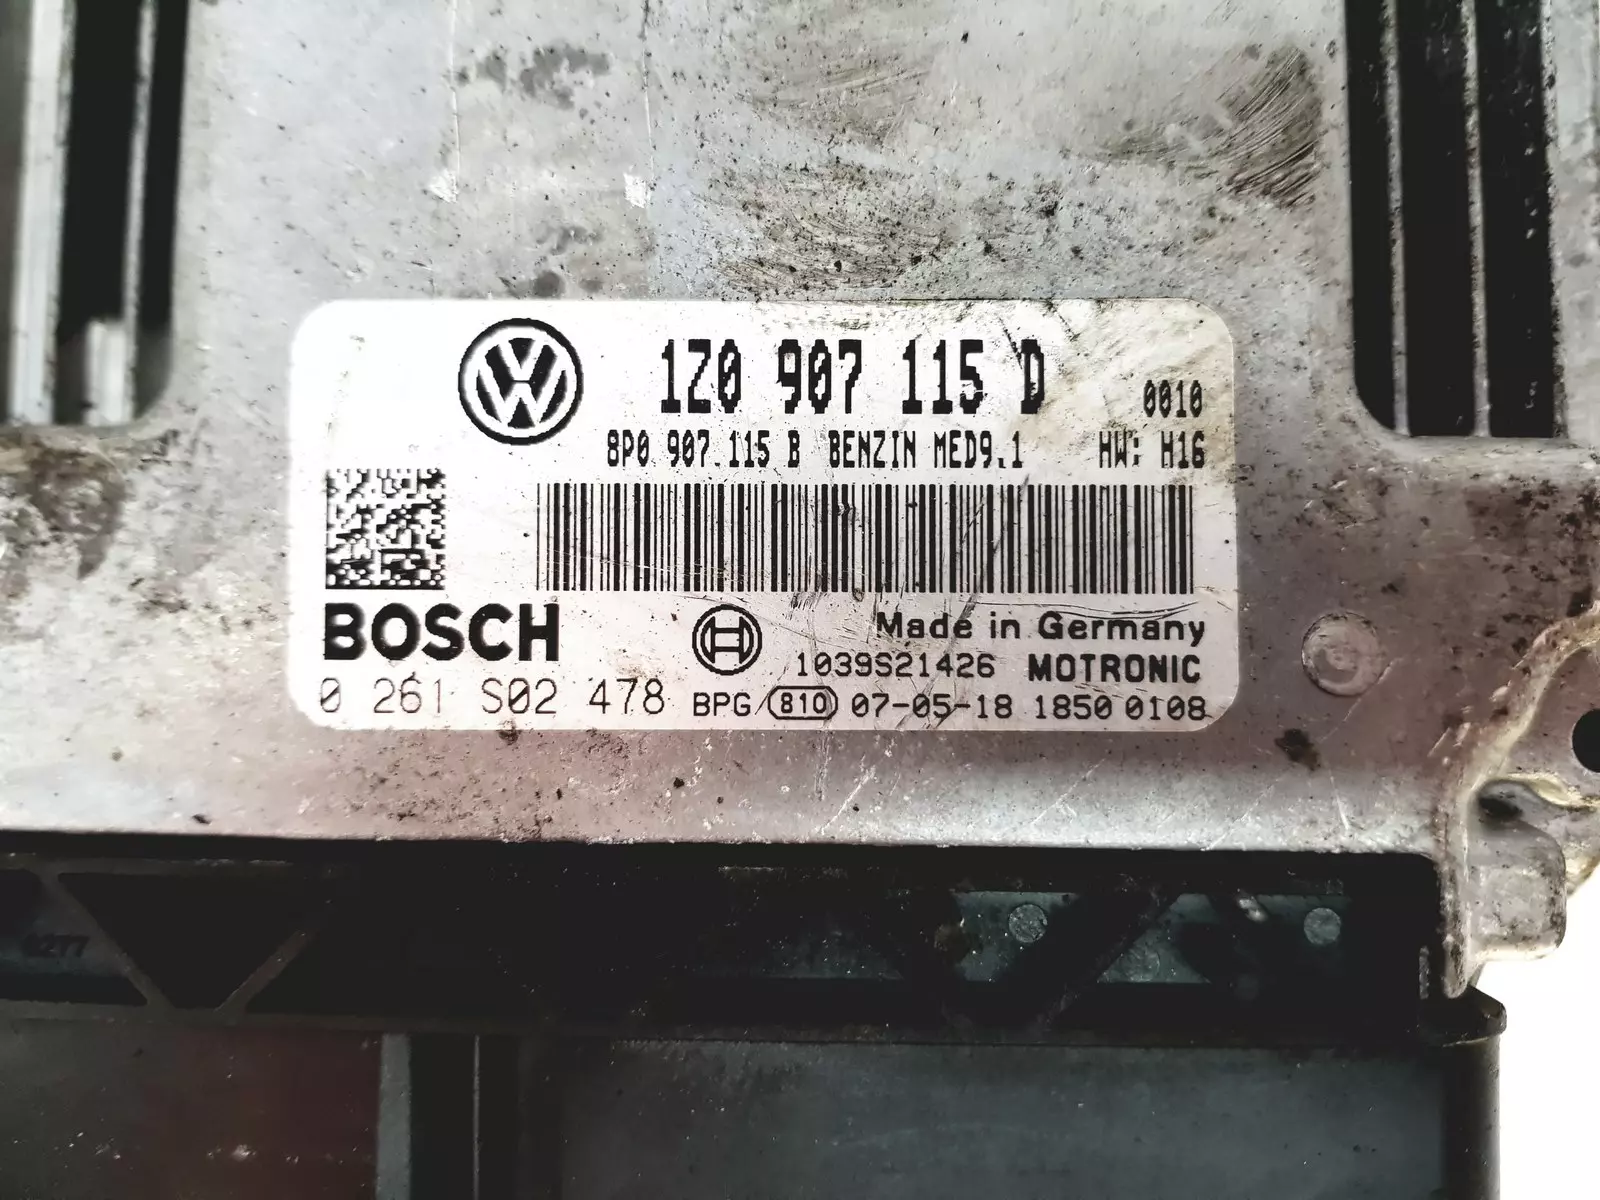 1Z0 907 115 D 0010
8P0 907 115 B BENZIN MED9.1 HW: H16
BOSCH Made in Germany
1039S21426 MOTRONIC
0 261 S02 478 BPG 810 07-05-18 1850 0108